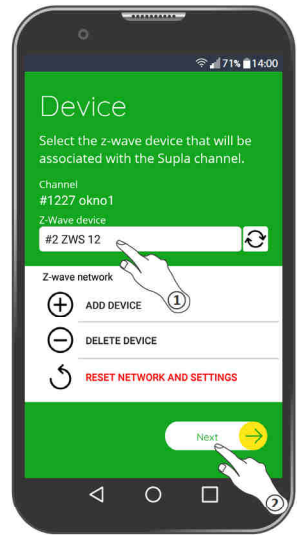 71% 14:00
Device
Select the z-wave device that will be
associated with the Supla channel.
Channel
#1227 okno1
Z-Wave device
#2 ZWS 12
Z-wave network
1
ADD DEVICE
DELETE DEVICE
RESET NETWORK AND SETTINGS
Next
2